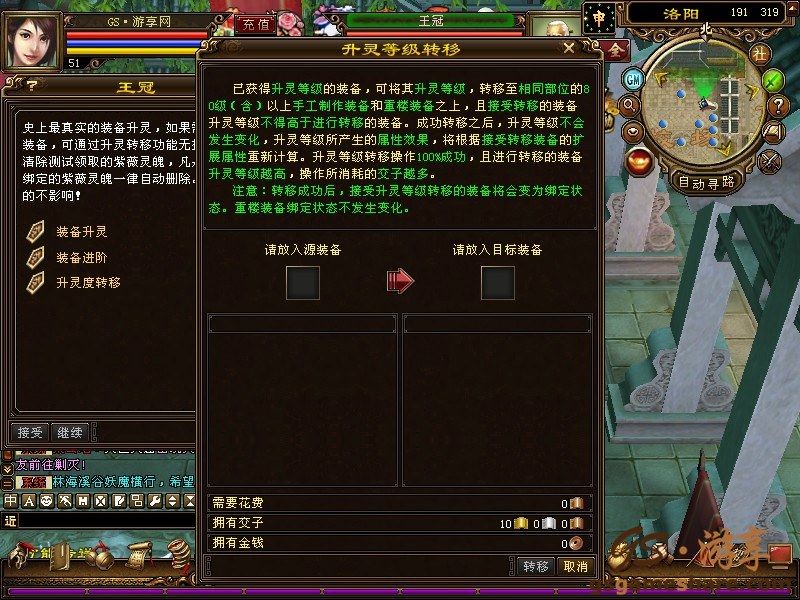 GS·游享网
充值
王冠
申
洛阳 191 319
北
社
GM
全
51
?
自动寻路
? 王冠
史上最真实的装备升灵，如果
装备，可通过升灵转移功能无
清除测试领取的紫薇灵魄，凡
绑定的紫薇灵魄一律自动删除。
的不影响！
装备升灵
装备进阶
升灵度转移
接受 继续
升灵等级转移
已获得升灵等级的装备，可将其升灵等级，转移至相同部位的8
0级（含）以上手工制作装备和重楼装备之上，且接受转移的装备
升灵等级不得高于进行转移的装备。成功转移之后，升灵等级不会
发生变化，升灵等级所产生的属性效果，将根据接受转移装备的扩
展属性重新计算。升灵等级转移操作100%成功，且进行转移的装备
升灵等级越高，操作所消耗的交子越多。
注意：转移成功后，接受升灵等级转移的装备将会变为绑定状
态。重楼装备绑定状态不发生变化。
请放入源装备 请放入目标装备
需要花费 0
拥有交子 10 0 0
拥有金钱 0
转移 取消
友前往剿灭！
系统 林海溪谷妖魔横行，希望
中 A
近
GS·游享